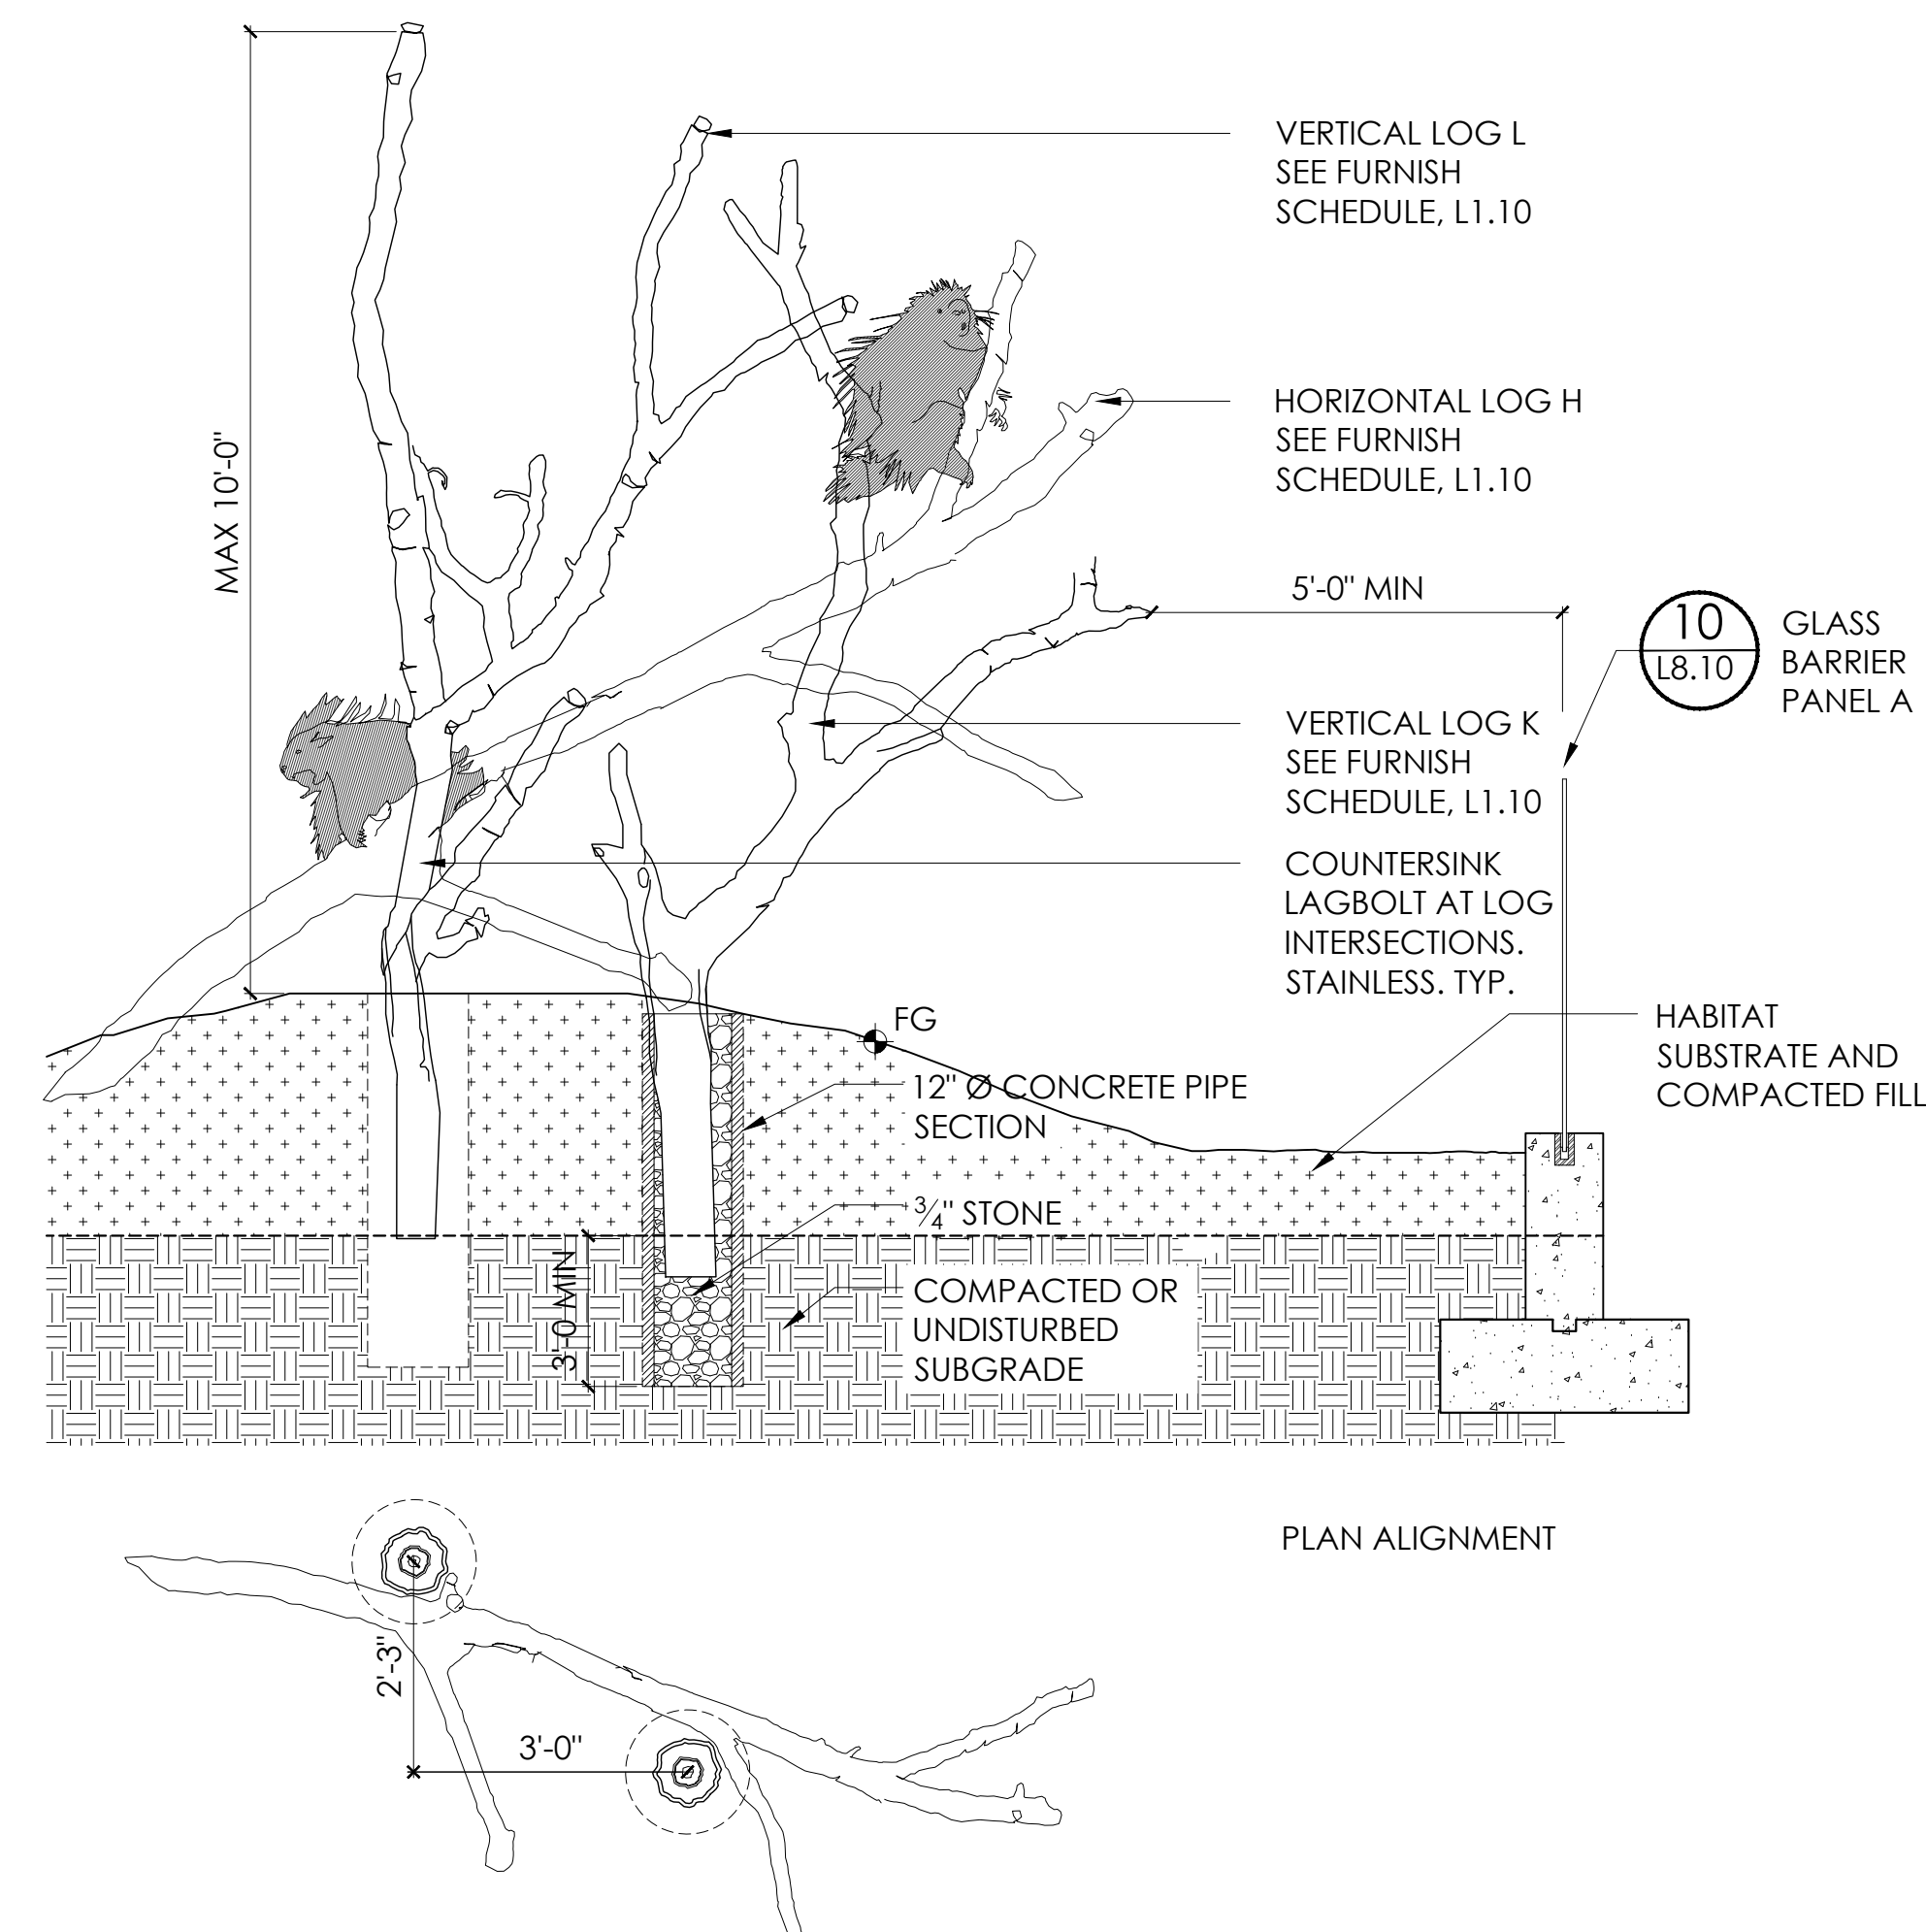 VERTICAL LOG L
SEE FURNISH
SCHEDULE, L1.10
HORIZONTAL LOG H
SEE FURNISH
SCHEDULE, L1.10
MAX 10'-0"
5'-0" MIN
10
L8.10
GLASS
BARRIER
PANEL A
VERTICAL LOG K
SEE FURNISH
SCHEDULE, L1.10
COUNTERSINK
LAGBOLT AT LOG
INTERSECTIONS.
STAINLESS. TYP.
FG
HABITAT
SUBSTRATE AND
COMPACTED FILL
12" Ø CONCRETE PIPE
SECTION
3/4" STONE
3'-0 MIN
COMPACTED OR
UNDISTURBED
SUBGRADE
PLAN ALIGNMENT
2'-3"
3'-0"